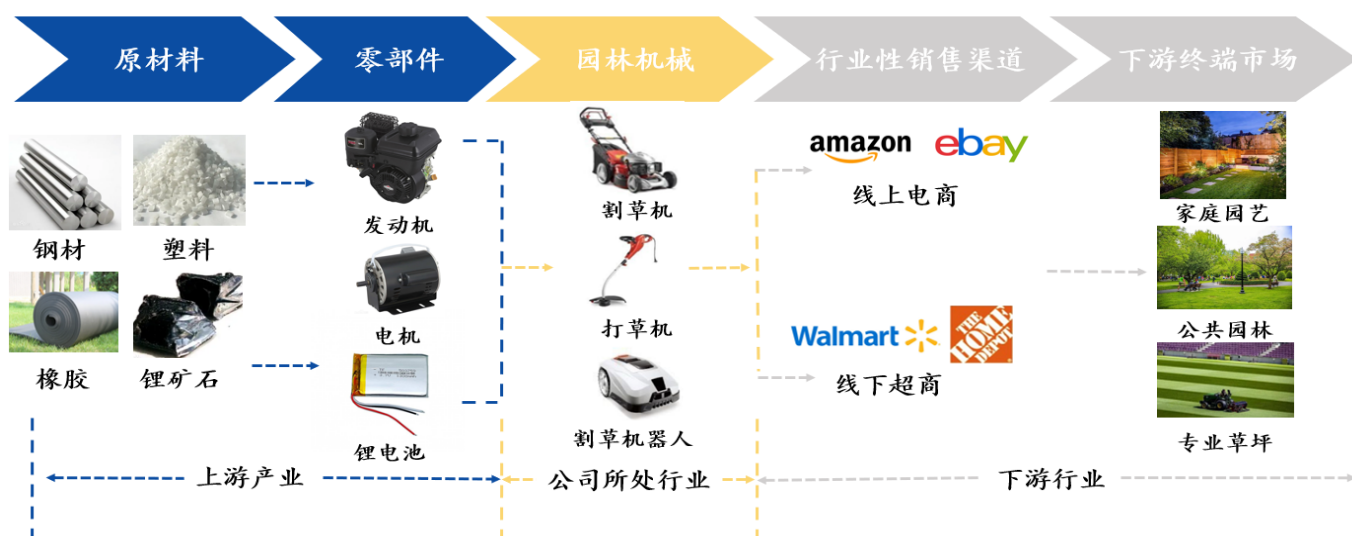 原材料
零部件
园林机械
行业性销售渠道
下游终端市场
钢材
塑料
橡胶
锂矿石
发动机
电机
锂电池
割草机
打草机
割草机器人
amazon
ebay
线上电商
Walmart
THE HOME DEPOT
线下超商
家庭园艺
公共园林
专业草坪
上游产业
公司所处行业
下游行业